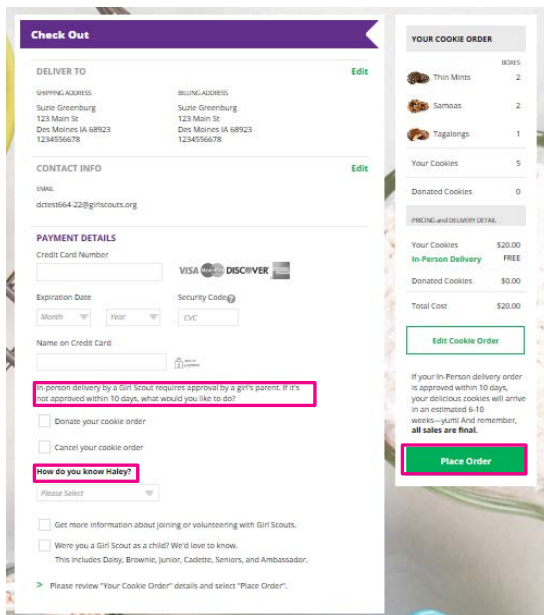 Check Out
DELIVER TO
Edit
SHIPPING ADDRESS
BILLING ADDRESS
Suzie Greenburg
Suzie Greenburg
123 Main St
123 Main St
Des Moines IA 68923
Des Moines IA 68923
1234556678
1234556678
CONTACT INFO
Edit
EMAIL
dctest664-22@girlscouts.org
PAYMENT DETAILS
Credit Card Number
VISA MasterCard DISCOVER
Expiration Date
Security Code
Month
Year
CVC
Name on Credit Card
In-person delivery by a Girl Scout requires approval by a girl's parent. If it's
not approved within 10 days, what would you like to do?
Donate your cookie order
Cancel your cookie order
How do you know Haley?
Please Select
Get more information about joining or volunteering with Girl Scouts.
Were you a Girl Scout as a child? We'd love to know.
This includes Daisy, Brownie, Junior, Cadette, Seniors, and Ambassador.
> Please review "Your Cookie Order" details and select "Place Order".
YOUR COOKIE ORDER
BOXES
Thin Mints 2
Samoas 2
Tagalongs 1
Your Cookies 5
Donated Cookies 0
PRICING and DELIVERY DETAIL
Your Cookies $20.00
In-Person Delivery FREE
Donated Cookies $0.00
Total Cost $20.00
Edit Cookie Order
If your In-Person delivery order
is approved within 10 days,
your delicious cookies will arrive
in an estimated 6-10
weeks—yum! And remember,
all sales are final.
Place Order